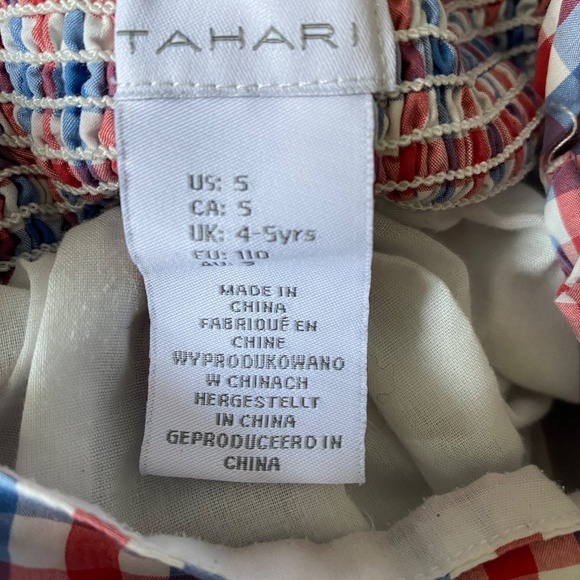 TAHARI
US: 5
CA: 5
UK: 4-5yrs
EU: 110
MADE IN
CHINA
FABRIQUÉ EN
CHINE
WYPRODUKOWANO
W CHINACH
HERGESTELLT
IN CHINA
GEPRODUCEERD IN
CHINA